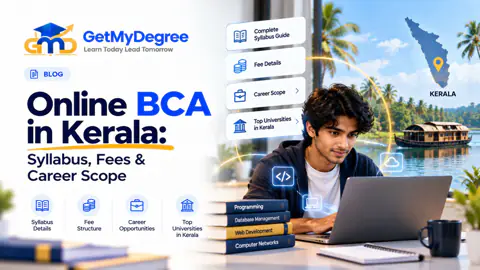 GMD
GetMyDegree
Learn Today Lead Tomorrow
BLOG
Online BCA
in Kerala:
Syllabus, Fees &
Career Scope
Syllabus
Details
Fee
Structure
Career
Opportunities
Top
Universities
in Kerala
Complete
Syllabus Guide
Fee Details
Career Scope
Top Universities
in Kerala
KERALA
</>
Programming
Database Management
Web Development
Computer Networks